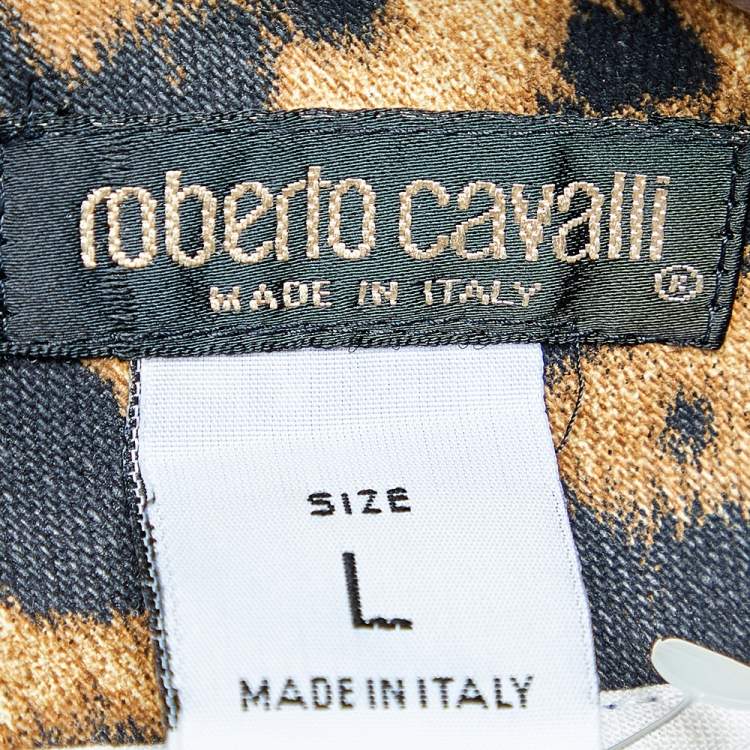 roberto cavalli
MADE IN ITALY ®
SIZE
L
MADE IN ITALY